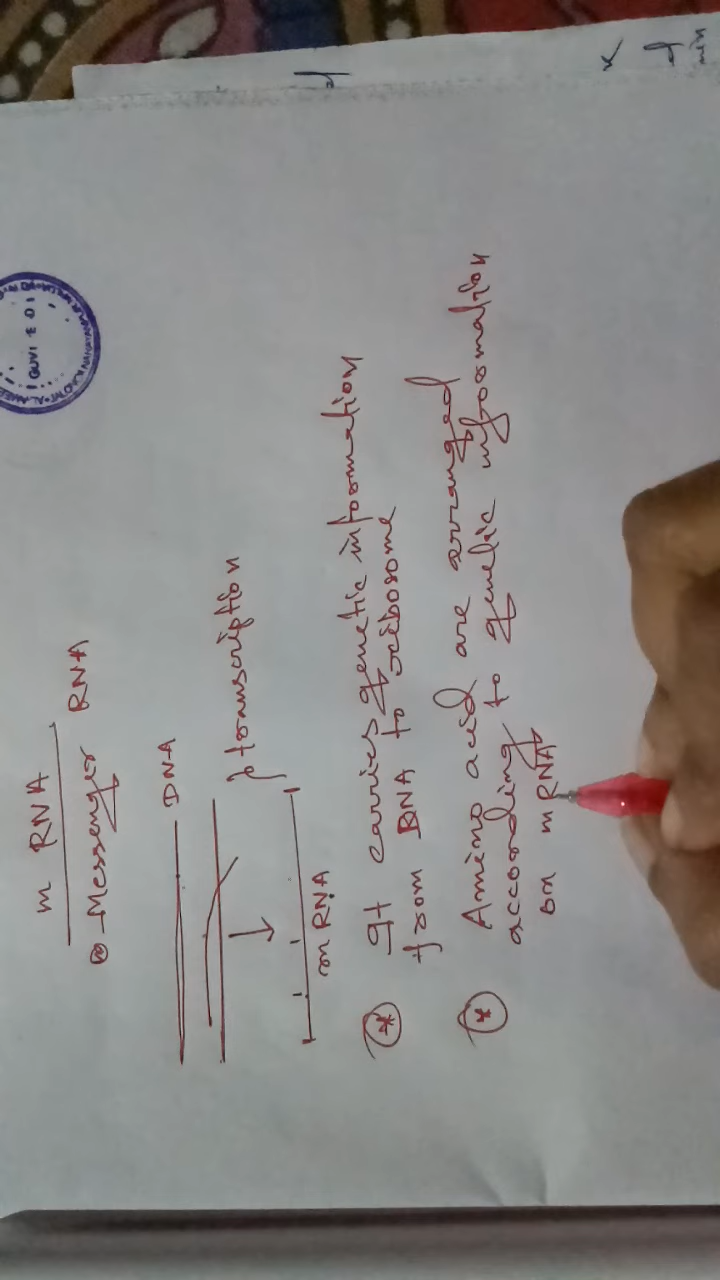 m RNA
Messenger RNA
DNA
transcription
mRNA
It carries genetic information
from RNA to ribosome
Amino acid are arranged
according to genetic information
on mRNA